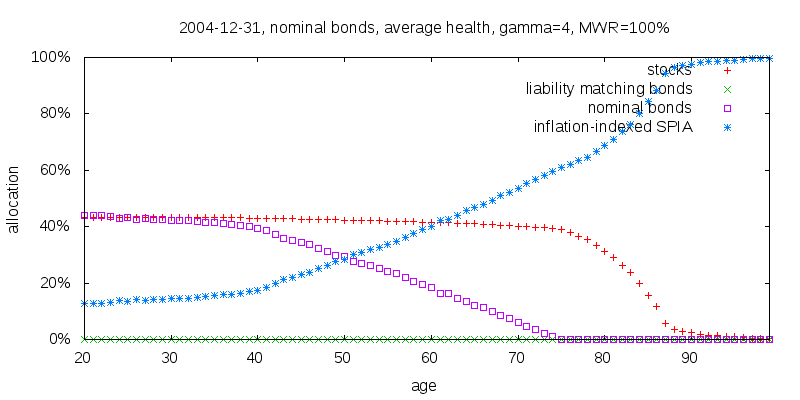 2004-12-31, nominal bonds, average health, gamma=4, MWR=100%
100%
80%
60%
40%
20%
0%
allocation
stocks
liability matching bonds
nominal bonds
inflation-indexed SPIA
20 30 40 50 60 70 80 90
age